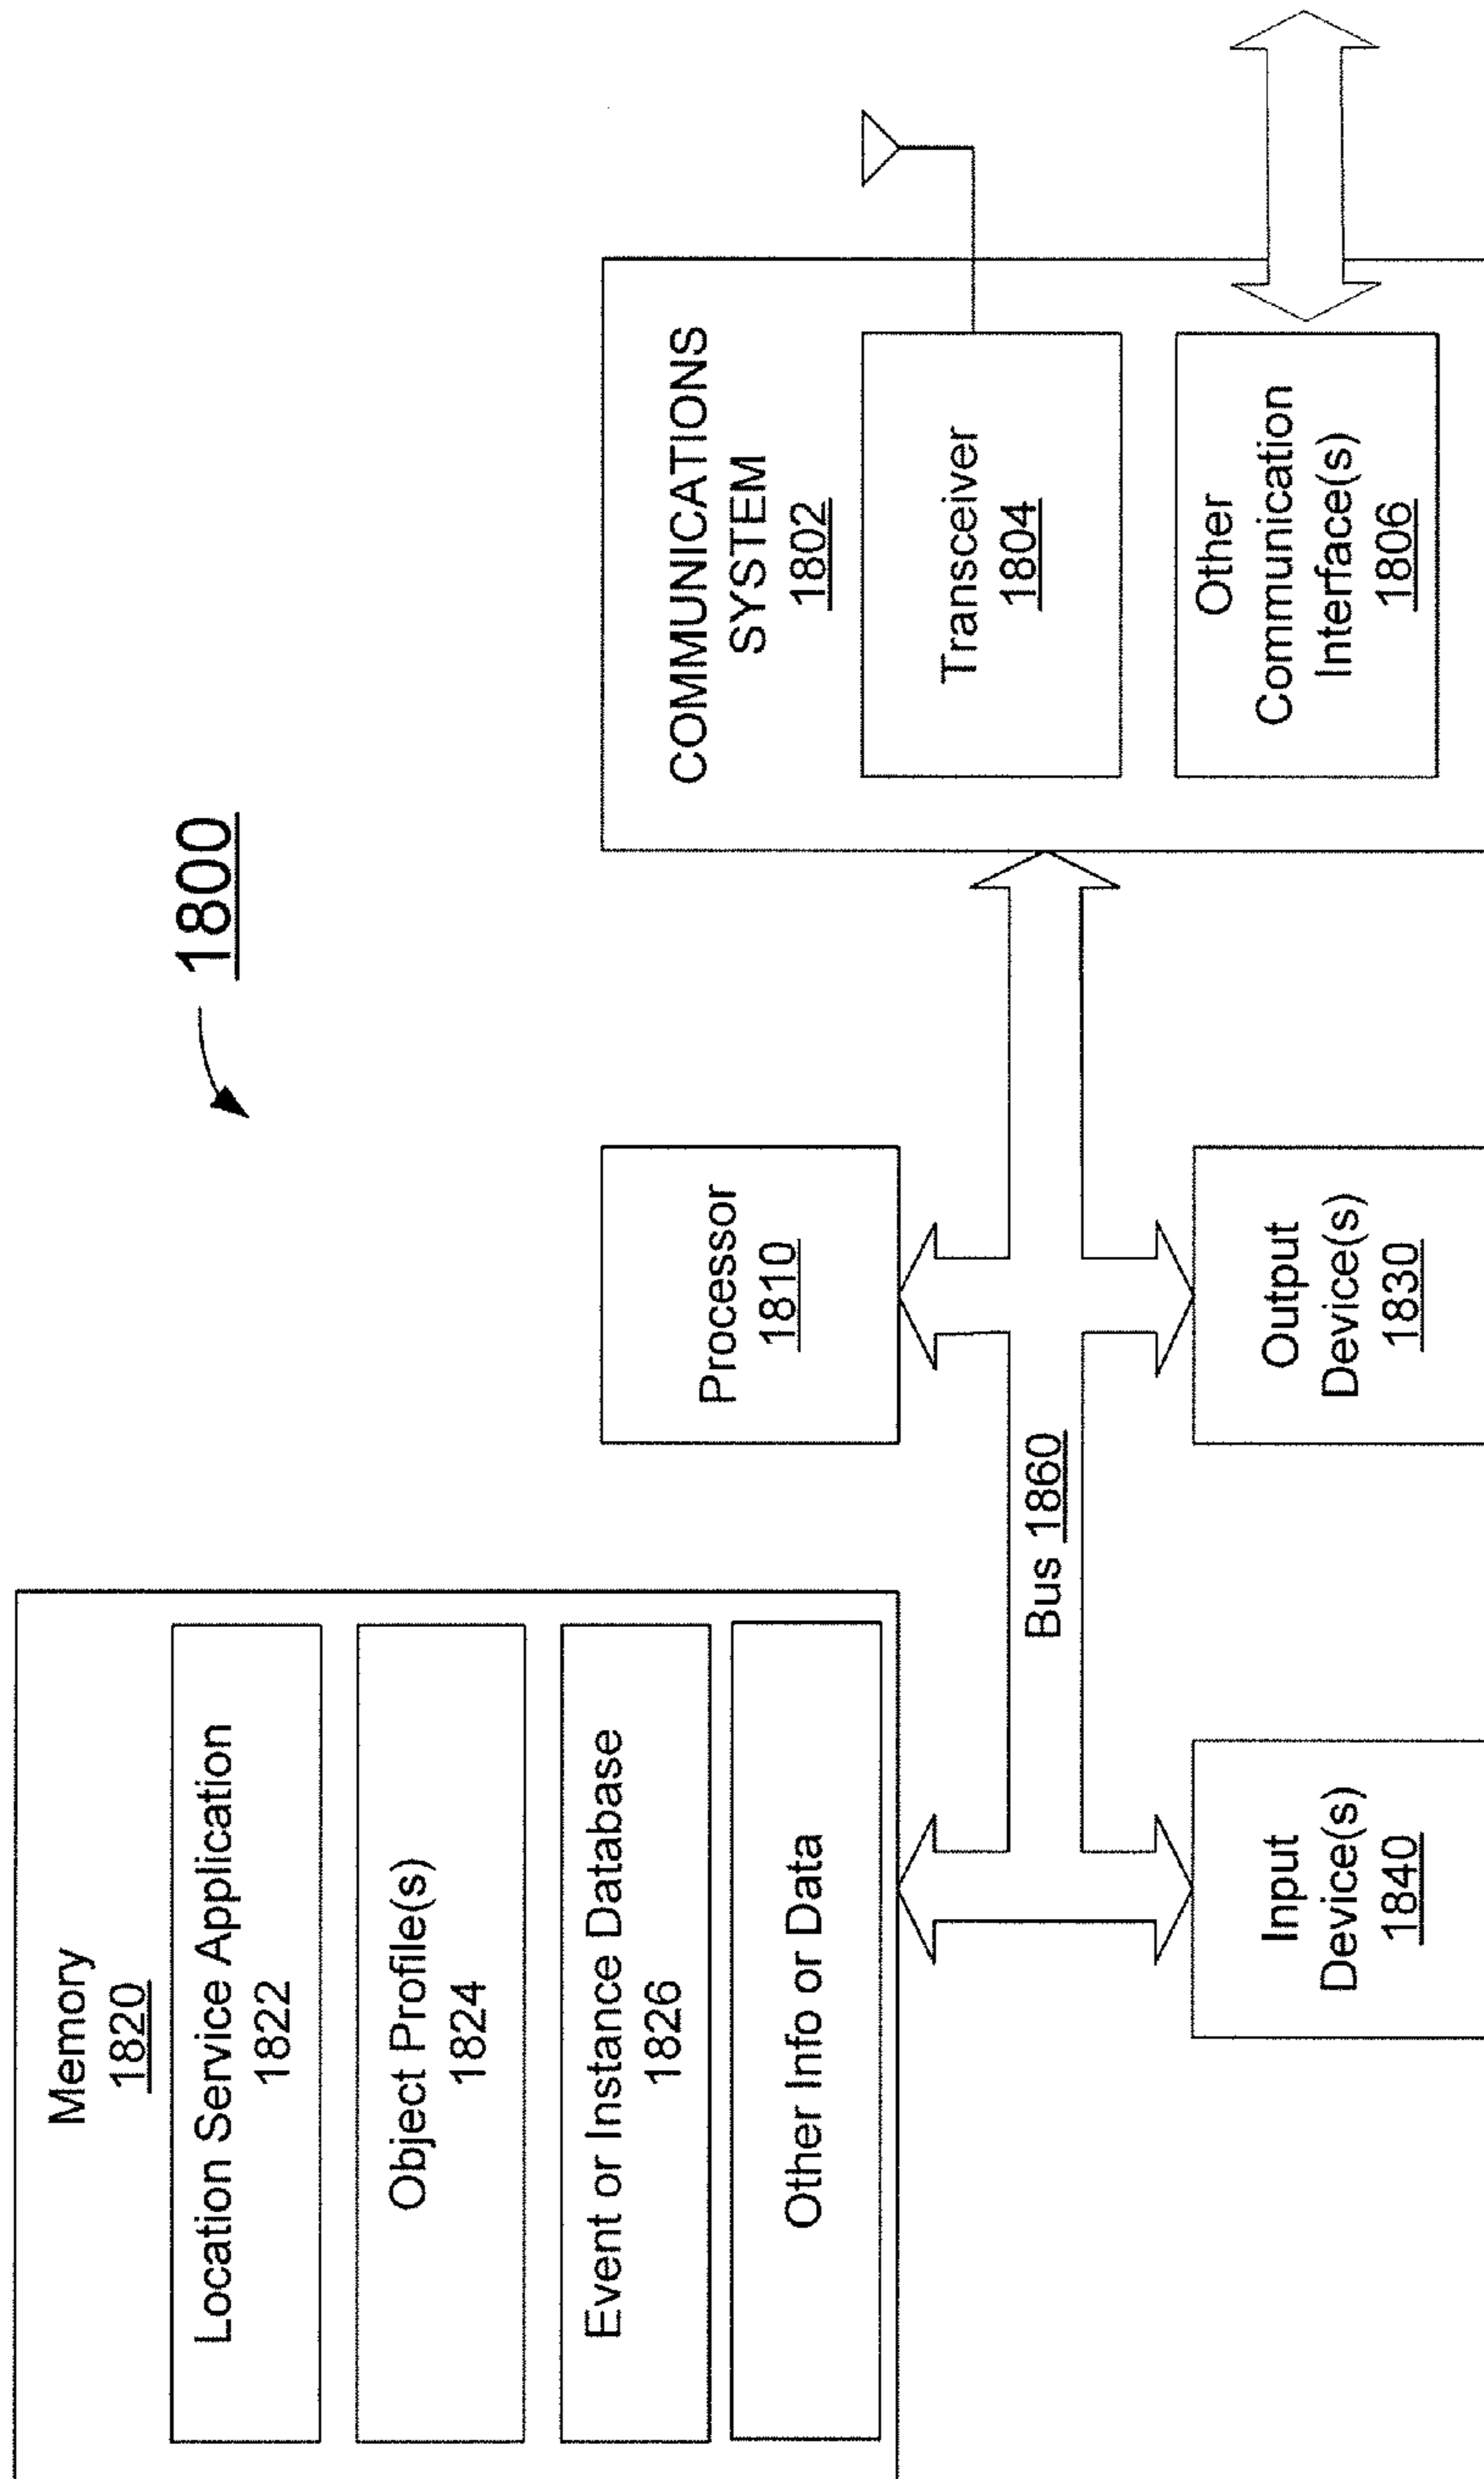 1800
Memory
1820
Location Service Application
1822
Object Profile(s)
1824
Event or Instance Database
1826
Other Info or Data
Processor
1810
COMMUNICATIONS
SYSTEM
1802
Transceiver
1804
Other
Communication
Interface(s)
1806
Bus 1860
Input
Device(s)
1840
Output
Device(s)
1830